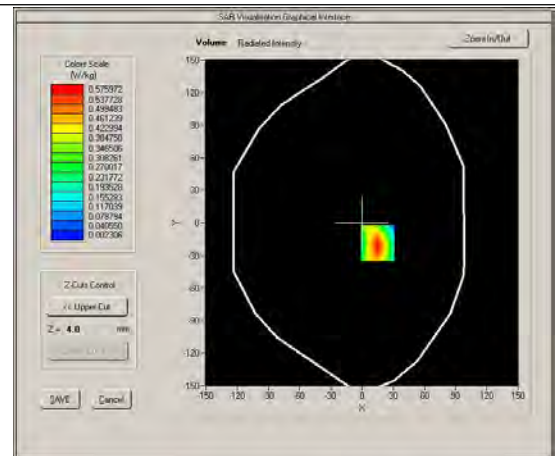 SAR Visualisation Graphical Interface
Volume Radiated Intensity
Zoom In/Out
Colors Scale
(W/kg)
0.575972
0.537728
0.499483
0.461239
0.422994
0.384750
0.346506
0.308261
0.270017
0.231772
0.193528
0.155283
0.117039
0.078794
0.040550
0.002306
150
120
90
60
30
0
-30
-60
-90
-120
-150
Y
-150 -120 -90 -60 -30 0 30 60 90 120 150
X
Z-Cuts Control
<< Upper Cut
Z = 4.0 mm
SAVE Cancel